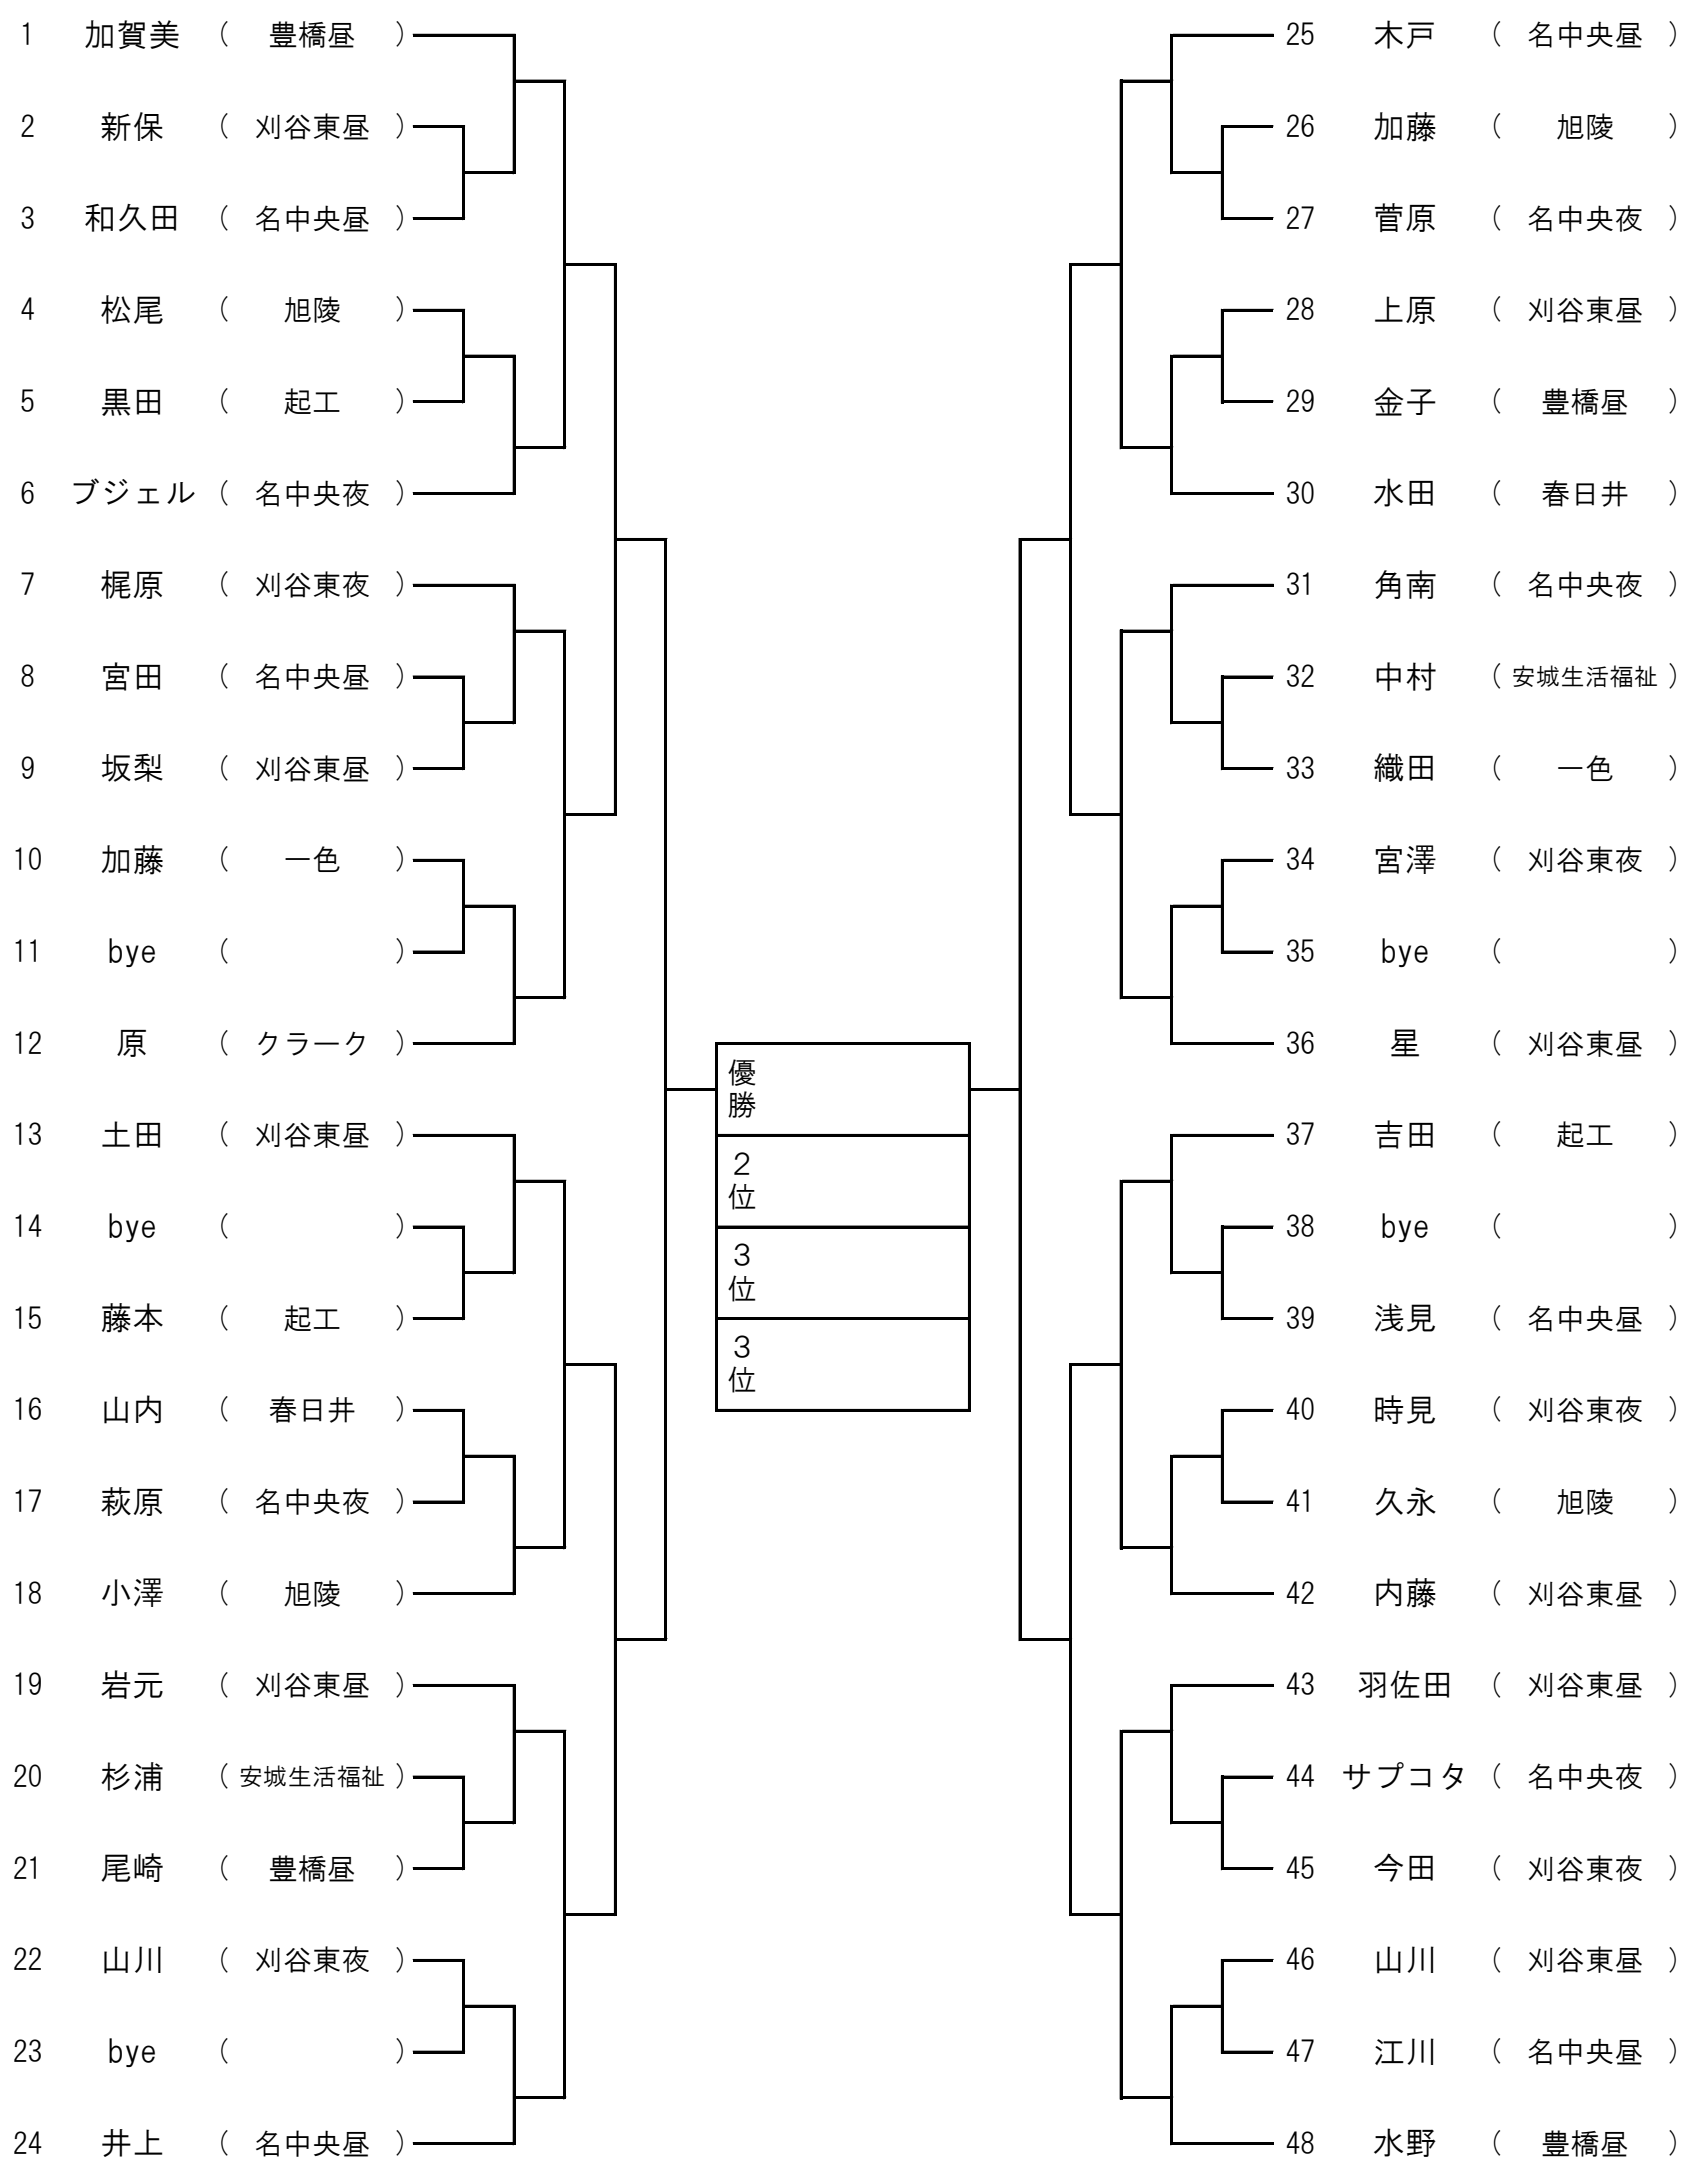 1 加賀美 （ 豊橋昼 ）
2 新保 （ 刈谷東昼 ）
3 和久田 （ 名中央昼 ）
4 松尾 （ 旭陵 ）
5 黒田 （ 起工 ）
6 ブジェル （ 名中央夜 ）
7 梶原 （ 刈谷東夜 ）
8 宮田 （ 名中央昼 ）
9 坂梨 （ 刈谷東昼 ）
10 加藤 （ 一色 ）
11 bye （ ）
12 原 （ クラーク ）
13 土田 （ 刈谷東昼 ）
14 bye （ ）
15 藤本 （ 起工 ）
16 山内 （ 春日井 ）
17 萩原 （ 名中央夜 ）
18 小澤 （ 旭陵 ）
19 岩元 （ 刈谷東昼 ）
20 杉浦 （ 安城生活福祉 ）
21 尾崎 （ 豊橋昼 ）
22 山川 （ 刈谷東夜 ）
23 bye （ ）
24 井上 （ 名中央昼 ）
優勝
２位
３位
３位
25 木戸 （ 名中央昼 ）
26 加藤 （ 旭陵 ）
27 菅原 （ 名中央夜 ）
28 上原 （ 刈谷東昼 ）
29 金子 （ 豊橋昼 ）
30 水田 （ 春日井 ）
31 角南 （ 名中央夜 ）
32 中村 （ 安城生活福祉 ）
33 織田 （ 一色 ）
34 宮澤 （ 刈谷東夜 ）
35 bye （ ）
36 星 （ 刈谷東昼 ）
37 吉田 （ 起工 ）
38 bye （ ）
39 浅見 （ 名中央昼 ）
40 時見 （ 刈谷東夜 ）
41 久永 （ 旭陵 ）
42 内藤 （ 刈谷東昼 ）
43 羽佐田 （ 刈谷東昼 ）
44 サプコタ （ 名中央夜 ）
45 今田 （ 刈谷東夜 ）
46 山川 （ 刈谷東昼 ）
47 江川 （ 名中央昼 ）
48 水野 （ 豊橋昼 ）